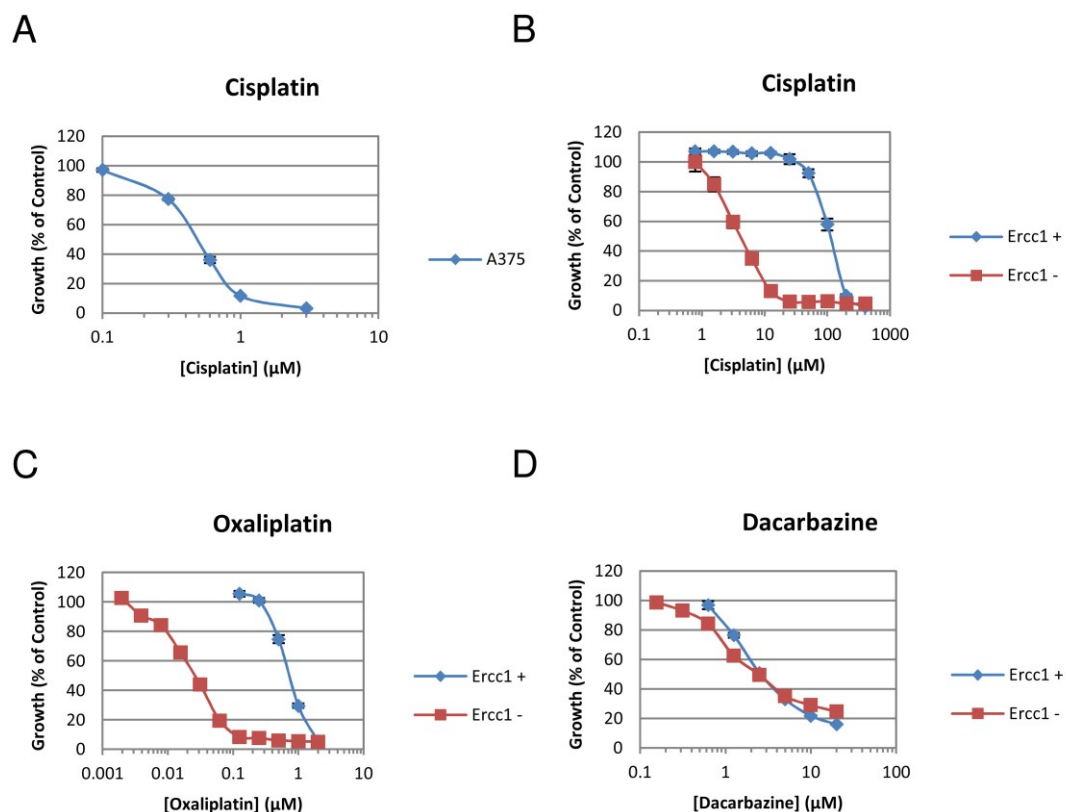 A
Cisplatin
Growth (% of Control)
120
100
80
60
40
20
0
0.1
1
10
[Cisplatin] (µM)
A375
B
Cisplatin
Growth (% of Control)
120
100
80
60
40
20
0
0.1
1
10
100
1000
[Cisplatin] (µM)
Ercc1 +
Ercc1 -
C
Oxaliplatin
Growth (% of Control)
120
100
80
60
40
20
0
0.001
0.01
0.1
1
10
[Oxaliplatin] (µM)
Ercc1 +
Ercc1 -
D
Dacarbazine
Growth (% of Control)
120
100
80
60
40
20
0
0.1
1
10
100
[Dacarbazine] (µM)
Ercc1 +
Ercc1 -